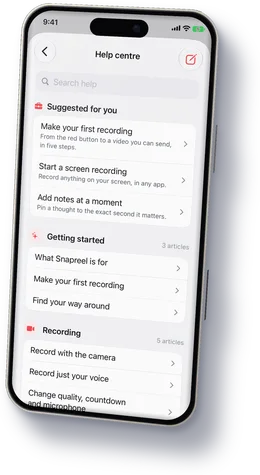 9:41
Help centre
Search help
Suggested for you
Make your first recording
From the red button to a video you can send,
in five steps.
Start a screen recording
Record anything on your screen, in any app.
Add notes at a moment
Pin a thought to the exact second it matters.
Getting started
3 articles
What Snapreel is for
Make your first recording
Find your way around
Recording
5 articles
Record with the camera
Record just your voice
Change quality, countdown
and microphone